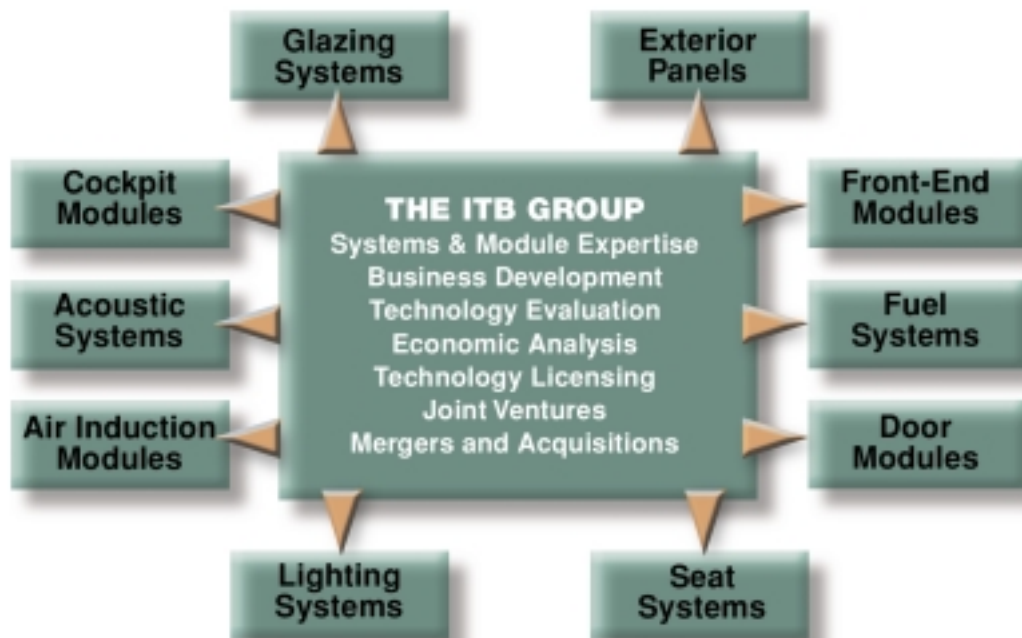 Glazing
Systems
Exterior
Panels
Cockpit
Modules
Acoustic
Systems
Air Induction
Modules
THE ITB GROUP
Systems & Module Expertise
Business Development
Technology Evaluation
Economic Analysis
Technology Licensing
Joint Ventures
Mergers and Acquisitions
Front-End
Modules
Fuel
Systems
Door
Modules
Lighting
Systems
Seat
Systems